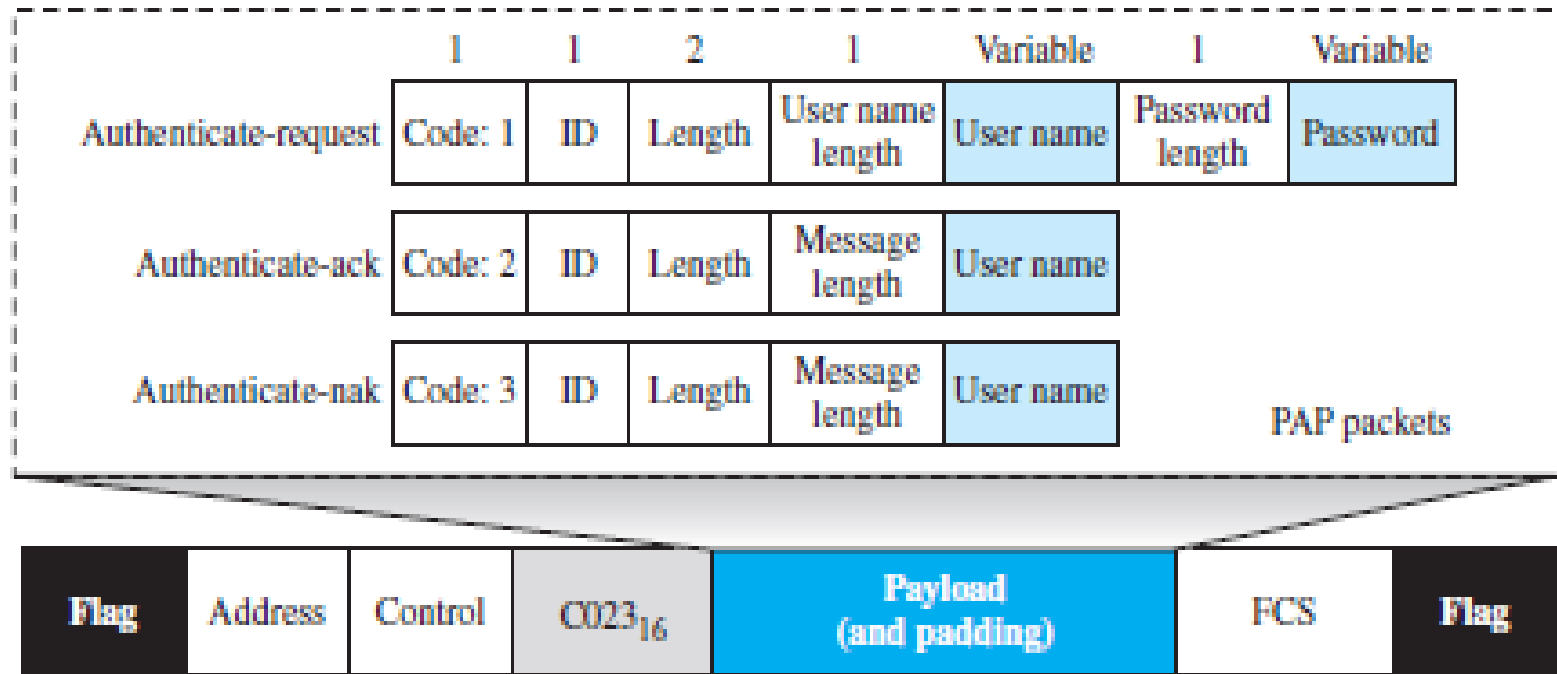 1 1 2 1 Variable 1 Variable
Authenticate-request Code: 1 ID Length User name length User name Password length Password
Authenticate-ack Code: 2 ID Length Message length User name
Authenticate-nak Code: 3 ID Length Message length User name
PAP packets
Flag Address Control C023₁₆ Payload (and padding) FCS Flag